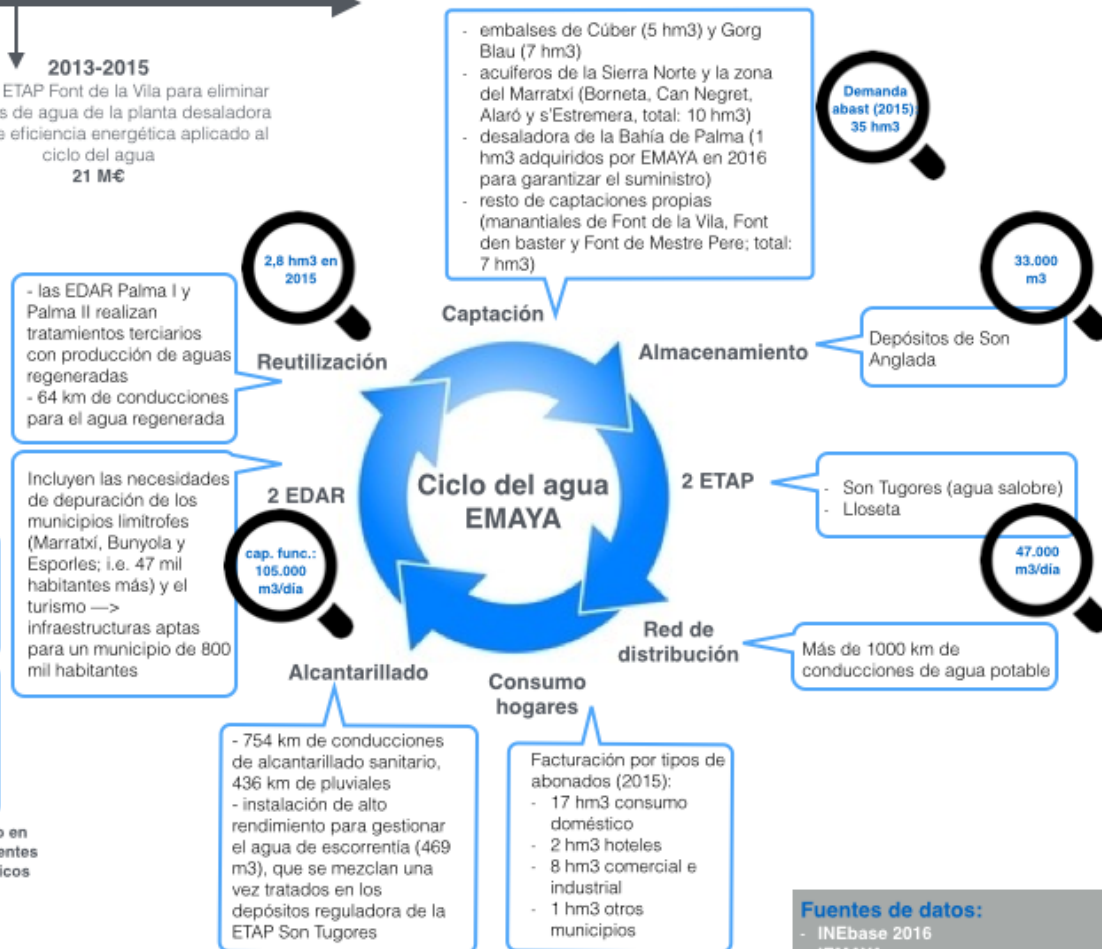 2013-2015
ETAP Font de la Vila para eliminar
de agua de la planta desaladora
eficiencia energética aplicado al
ciclo del agua
21 M€
- embalses de Cúber (5 hm3) y Gorg
Blau (7 hm3)
- acuíferos de la Sierra Norte y la zona
del Marratxí (Borneta, Can Negret,
Alaró y s'Estremera, total: 10 hm3)
- desaladora de la Bahía de Palma (1
hm3 adquiridos por EMAYA en 2016
para garantizar el suministro)
- resto de captaciones propias
(manantiales de Font de la Vila, Font
den baster y Font de Mestre Pere; total:
7 hm3)
Demanda
abast (2015):
35 hm3
Captación
2,8 hm3 en
2015
- las EDAR Palma I y
Palma II realizan
tratamientos terciarios
con producción de aguas
regeneradas
- 64 km de conducciones
para el agua regenerada
Reutilización
33.000
m3
Almacenamiento
Depósitos de Son
Anglada
Ciclo del agua
EMAYA
2 EDAR
Incluyen las necesidades
de depuración de los
municipios limítrofes
(Marratxí, Bunyola y
Esporles; i.e. 47 mil
habitantes más) y el
turismo —>
infraestructuras aptas
para un municipio de 800
mil habitantes
cap. func.:
105.000
m3/día
2 ETAP
- Son Tugores (agua salobre)
- Lloseta
47.000
m3/día
Red de
distribución
Más de 1000 km de
conducciones de agua potable
Alcantarillado
- 754 km de conducciones
de alcantarillado sanitario,
436 km de pluviales
- instalación de alto
rendimiento para gestionar
el agua de escorrentía (469
m3), que se mezclan una
vez tratados en los
depósitos reguladora de la
ETAP Son Tugores
Consumo
hogares
Facturación por tipos de
abonados (2015):
- 17 hm3 consumo
doméstico
- 2 hm3 hoteles
- 8 hm3 comercial e
industrial
- 1 hm3 otros
municipios
en
Fuentes de datos:
- INEbase 2016